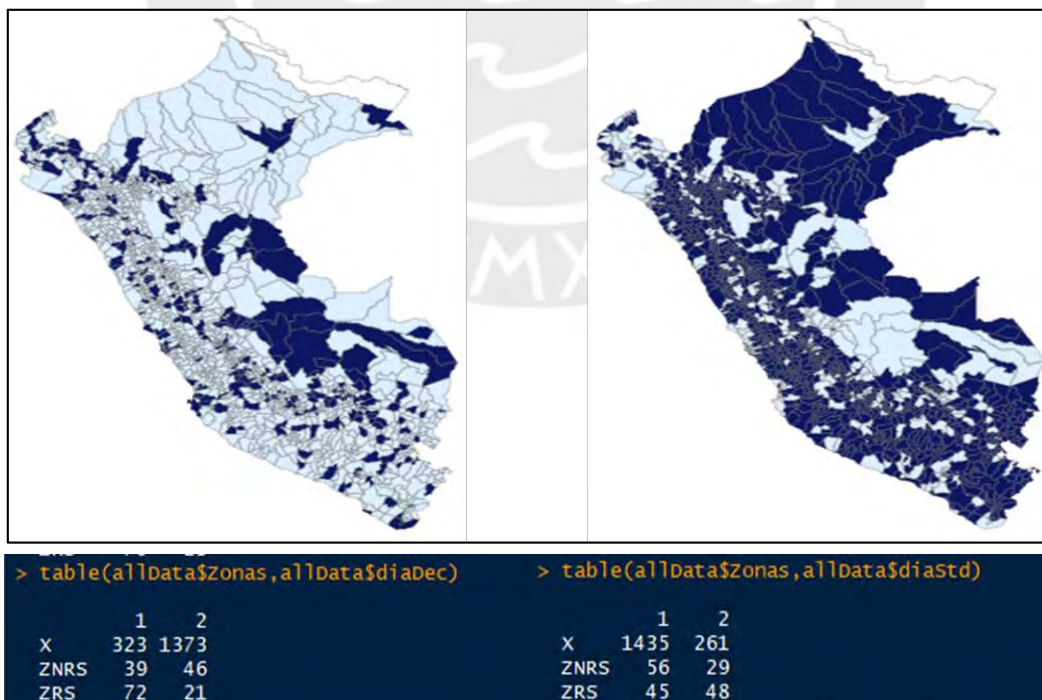 > table(allData$Zonas,allData$diaDec)
1 2
X 323 1373
ZNRS 39 46
ZRS 72 21
> table(allData$Zonas,allData$diaStd)
1 2
X 1435 261
ZNRS 56 29
ZRS 45 48